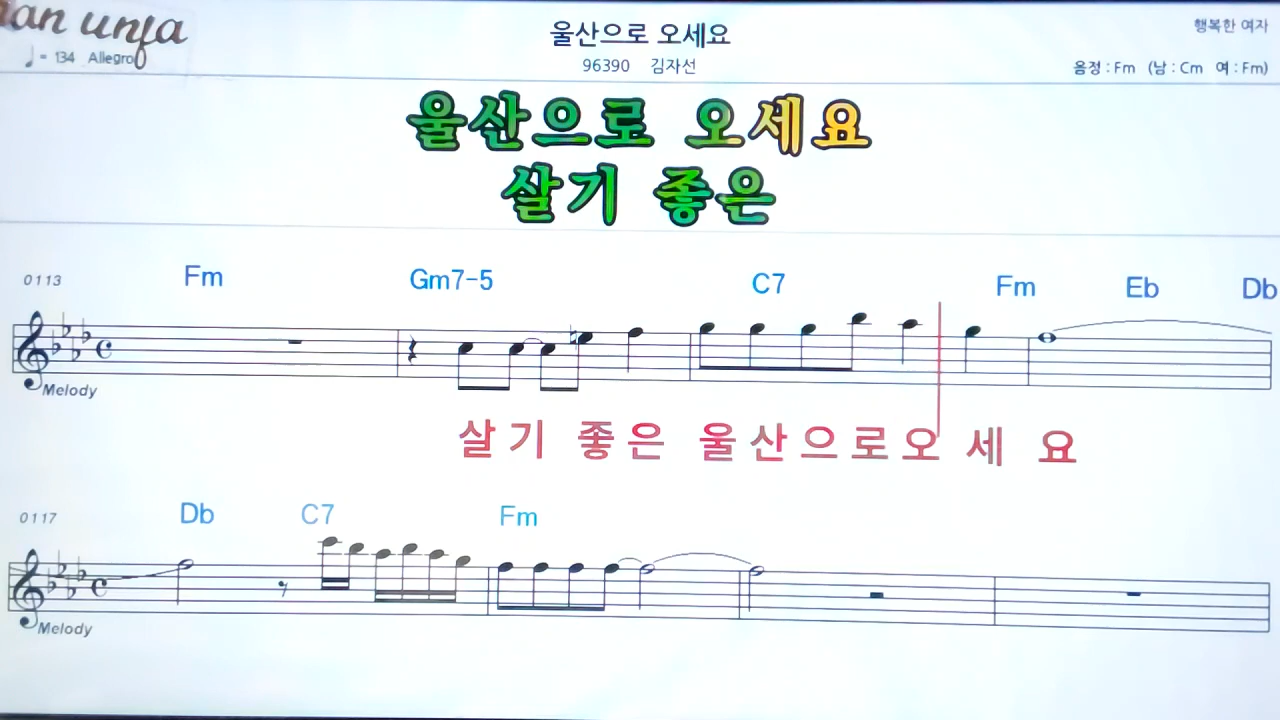 ♩= 134 Allegro
울산으로 오세요
96390 김자선
행복한 여자
음정 : Fm (남 : Cm 여 : Fm)
울산으로 오세요
살기 좋은
0113 Fm Gm7-5 C7 Fm Eb Db
Melody
살기 좋은 울산으로오 세 요
0117 Db C7 Fm
Melody